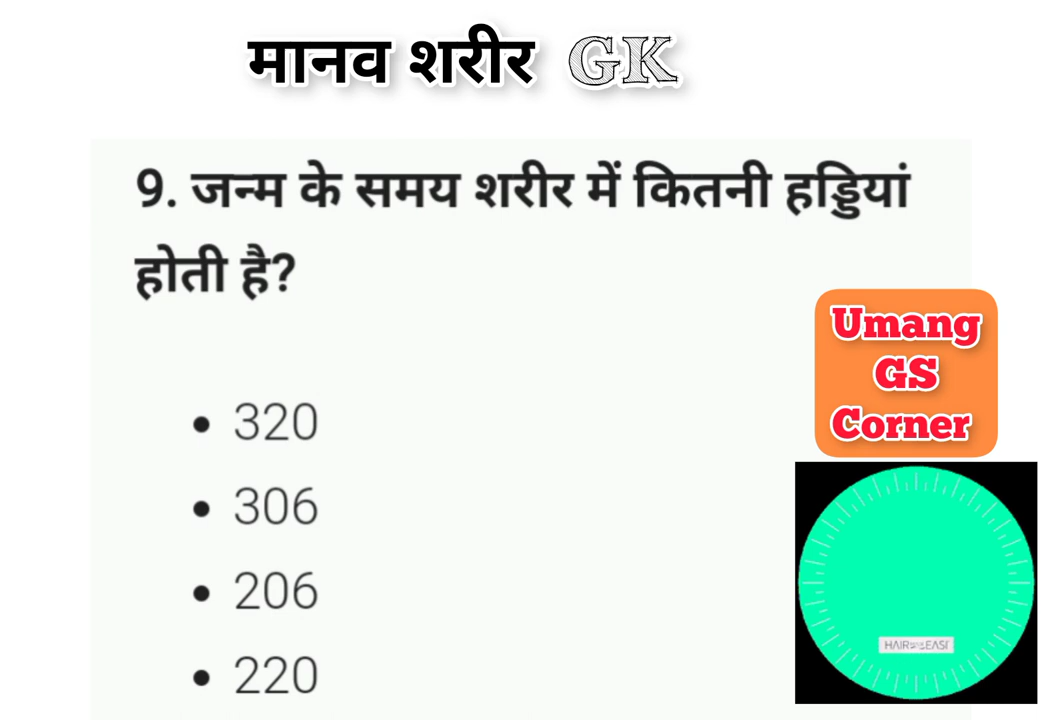 मानव शरीर GK
9. जन्म के समय शरीर में कितनी हड्डियां
होती है?
• 320
• 306
• 206
• 220
Umang
GS
Corner